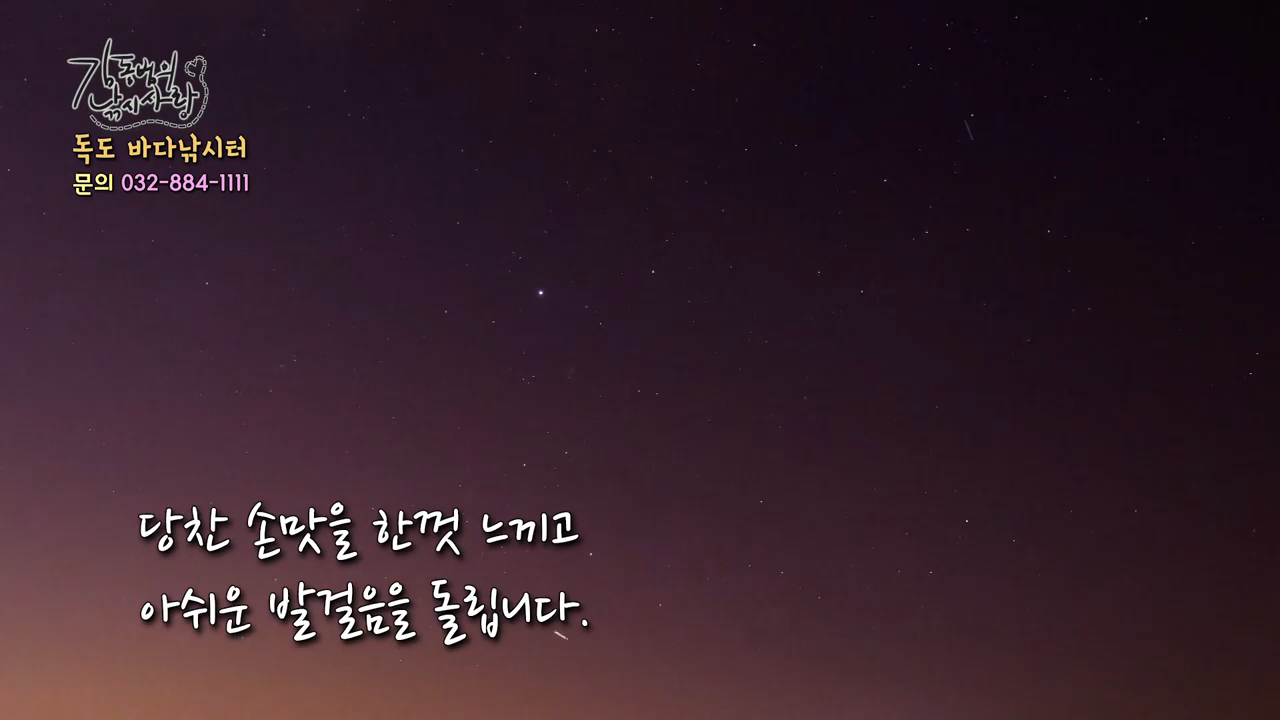 김동남의
낚시사랑
독도 바다낚시터
문의 032-884-1111
당찬 손맛을 한껏 느끼고
아쉬운 발걸음을 돌립니다.